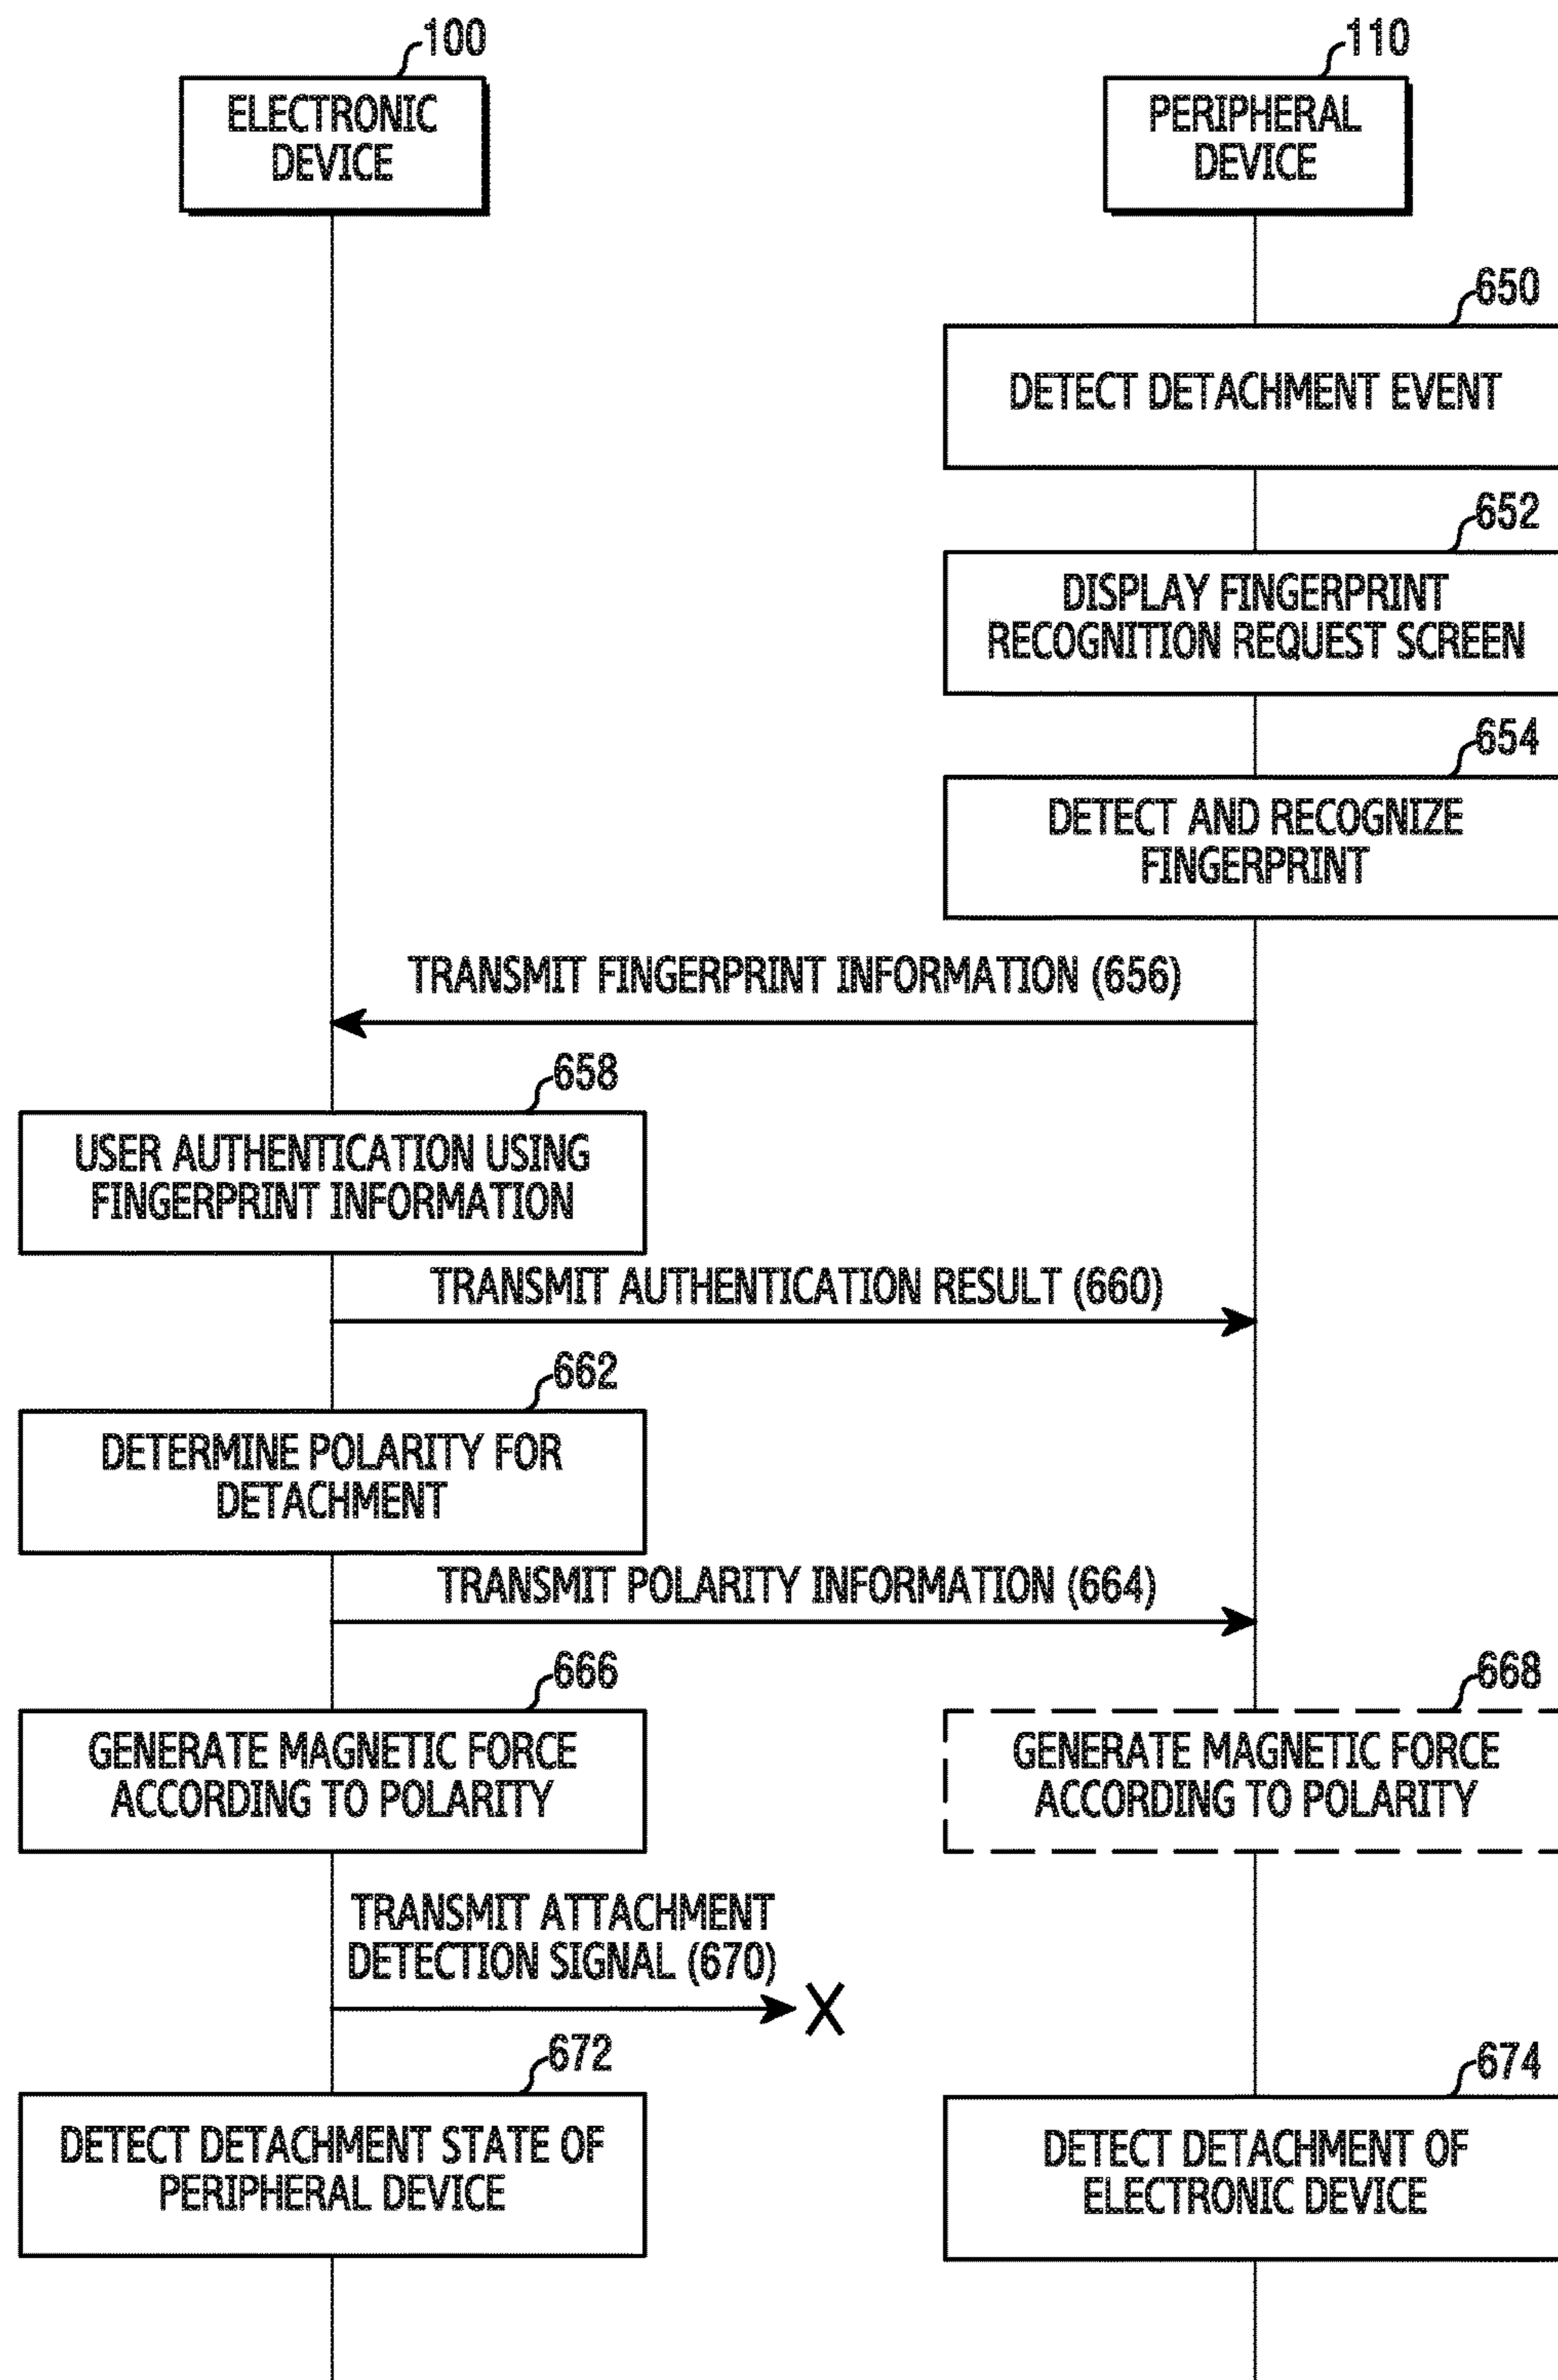 100
110
ELECTRONIC
DEVICE
PERIPHERAL
DEVICE
650
DETECT DETACHMENT EVENT
652
DISPLAY FINGERPRINT
RECOGNITION REQUEST SCREEN
654
DETECT AND RECOGNIZE
FINGERPRINT
TRANSMIT FINGERPRINT INFORMATION (656)
658
USER AUTHENTICATION USING
FINGERPRINT INFORMATION
TRANSMIT AUTHENTICATION RESULT (660)
662
DETERMINE POLARITY FOR
DETACHMENT
TRANSMIT POLARITY INFORMATION (664)
666
GENERATE MAGNETIC FORCE
ACCORDING TO POLARITY
668
GENERATE MAGNETIC FORCE
ACCORDING TO POLARITY
TRANSMIT ATTACHMENT
DETECTION SIGNAL (670)
672
DETECT DETACHMENT STATE OF
PERIPHERAL DEVICE
674
DETECT DETACHMENT OF
ELECTRONIC DEVICE